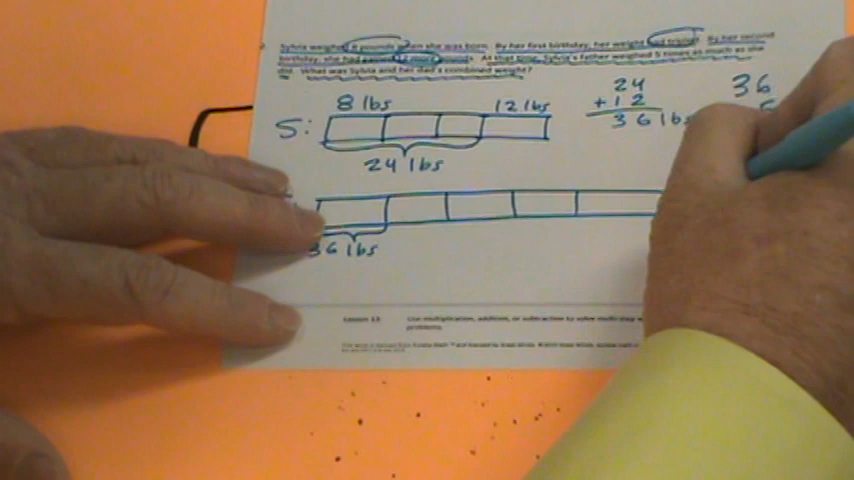 Sylvia weighed 8 pounds when she was born. By her first birthday, her weight had tripled. By her second
birthday, she had gained 12 more pounds. At that time, Sylvia's father weighed 5 times as much as she
did. What was Sylvia and her dad's combined weight?
8 lbs 12 lbs
S:
24 lbs
24
+12
36 lbs
36
5
36 lbs
Lesson 13 Use multiplication, addition, or subtraction to solve multi-step
problems.